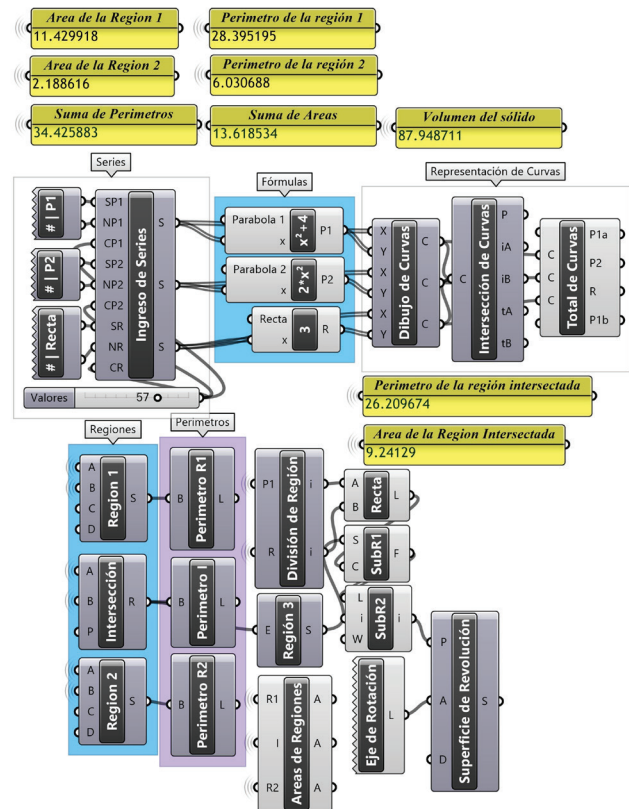 Area de la Region 1
11.429918
Perimetro de la región 1
28.395195
Area de la Region 2
2.188616
Perimetro de la región 2
6.030688
Suma de Perimetros
34.425883
Suma de Areas
13.618534
Volumen del sólido
87.948711
Series
# | P1
# | P2
# | Recta
SP1
NP1
CP1
SP2
NP2
CP2
SR
NR
CR
Ingreso de Series
S
S
S
Valores 57
Fórmulas
Parabola 1
x
x²+4
P1
Parabola 2
x
2*x²
P2
Recta
x
3
R
Representación de Curvas
X
Y
X
Y
X
Y
Dibujo de Curvas
C
C
C
C
Intersección de Curvas
P
iA
iB
tA
tB
C
C
C
Total de Curvas
P1a
P2
R
P1b
Perimetro de la región intersectada
26.209674
Area de la Region Intersectada
9.24129
Regiones
A
B
C
D
Region 1
S
A
B
P
Intersección
R
A
B
C
D
Region 2
S
Perimetros
B
Perimetro R1
L
B
Perimetro I
L
B
Perimetro R2
L
P1
R
División de Región
i
i
E
Región 3
S
R1
I
R2
Areas de Regiones
A
A
A
A
B
Recta
L
S
C
SubR1
F
L
i
W
SubR2
i
Eje de Rotación
L
P
A
D
Superficie de Revolución
S